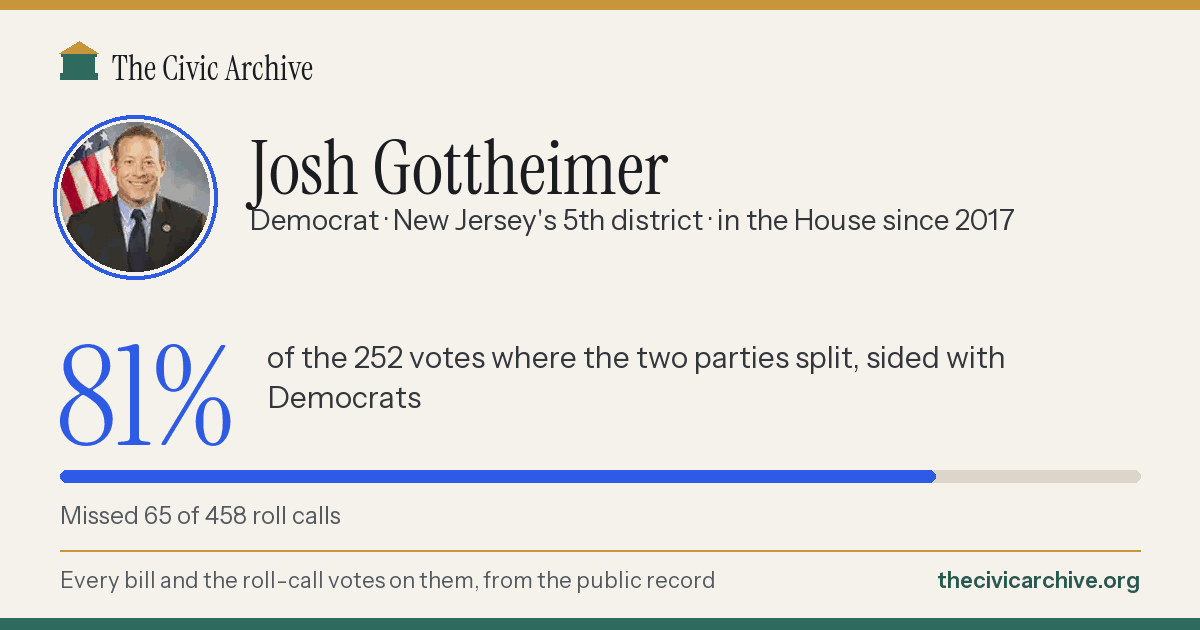 The Civic Archive
Josh Gottheimer
Democrat · New Jersey's 5th district · in the House since 2017
81%
of the 252 votes where the two parties split, sided with
Democrats
Missed 65 of 458 roll calls
Every bill and the roll-call votes on them, from the public record
thecivicarchive.org